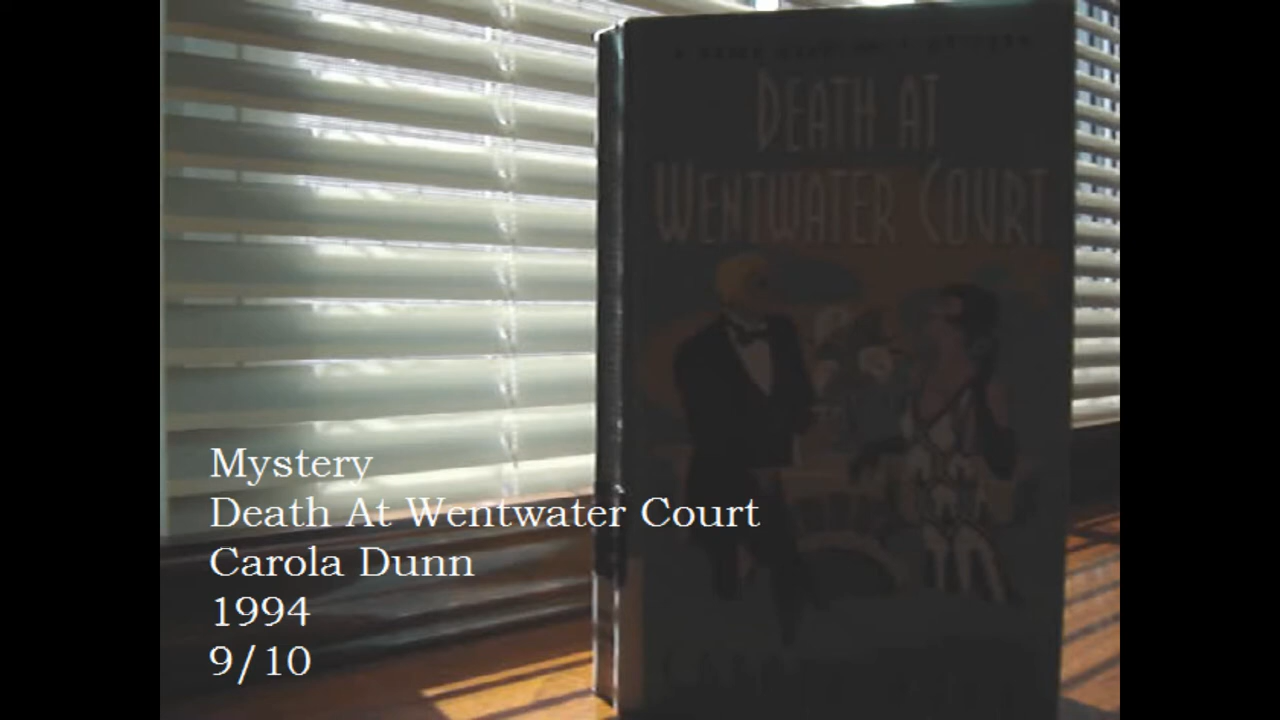 DEATH AT
WENTWATER COURT
Mystery
Death At Wentwater Court
Carola Dunn
1994
9/10